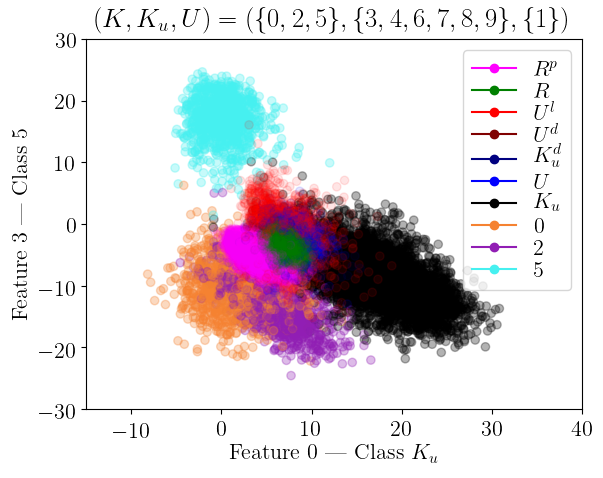 (K, K_u, U) = ({0, 2, 5}, {3, 4, 6, 7, 8, 9}, {1})
30
20
10
0
−10
−20
−30
Feature 3 — Class 5
R^p
R
U^l
U^d
K_u^d
U
K_u
0
2
5
−10
0
10
20
30
40
Feature 0 — Class K_u